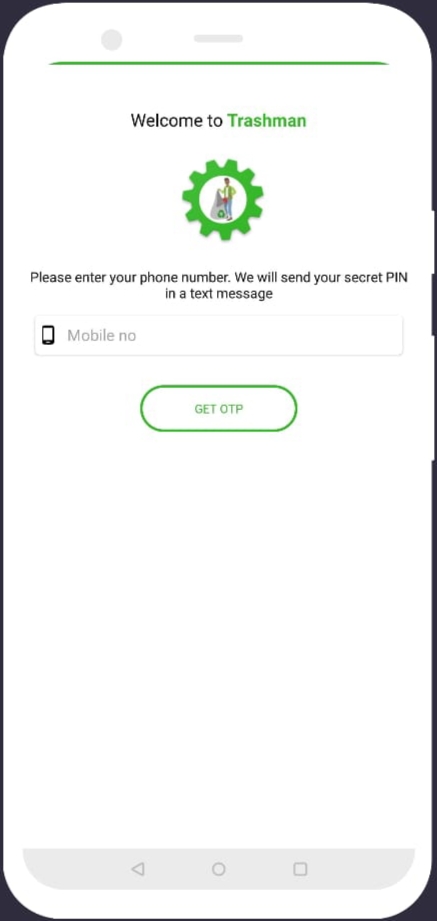 Welcome to Trashman
Please enter your phone number. We will send your secret PIN
in a text message
Mobile no
GET OTP